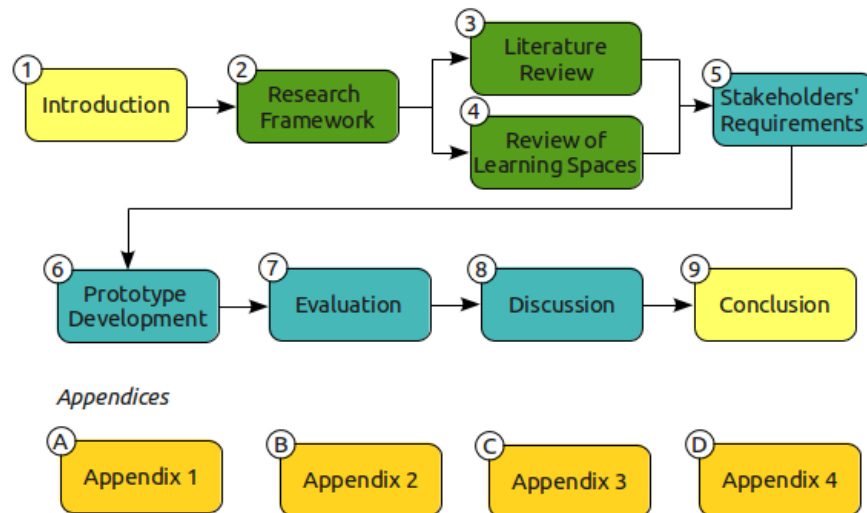 1
Introduction
2
Research
Framework
3
Literature
Review
4
Review of
Learning Spaces
5
Stakeholders'
Requirements
6
Prototype
Development
7
Evaluation
8
Discussion
9
Conclusion
Appendices
A
Appendix 1
B
Appendix 2
C
Appendix 3
D
Appendix 4